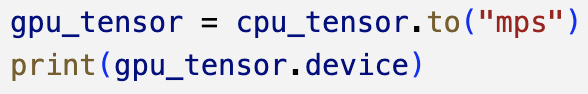 gpu_tensor = cpu_tensor.to("mps")
print(gpu_tensor.device)